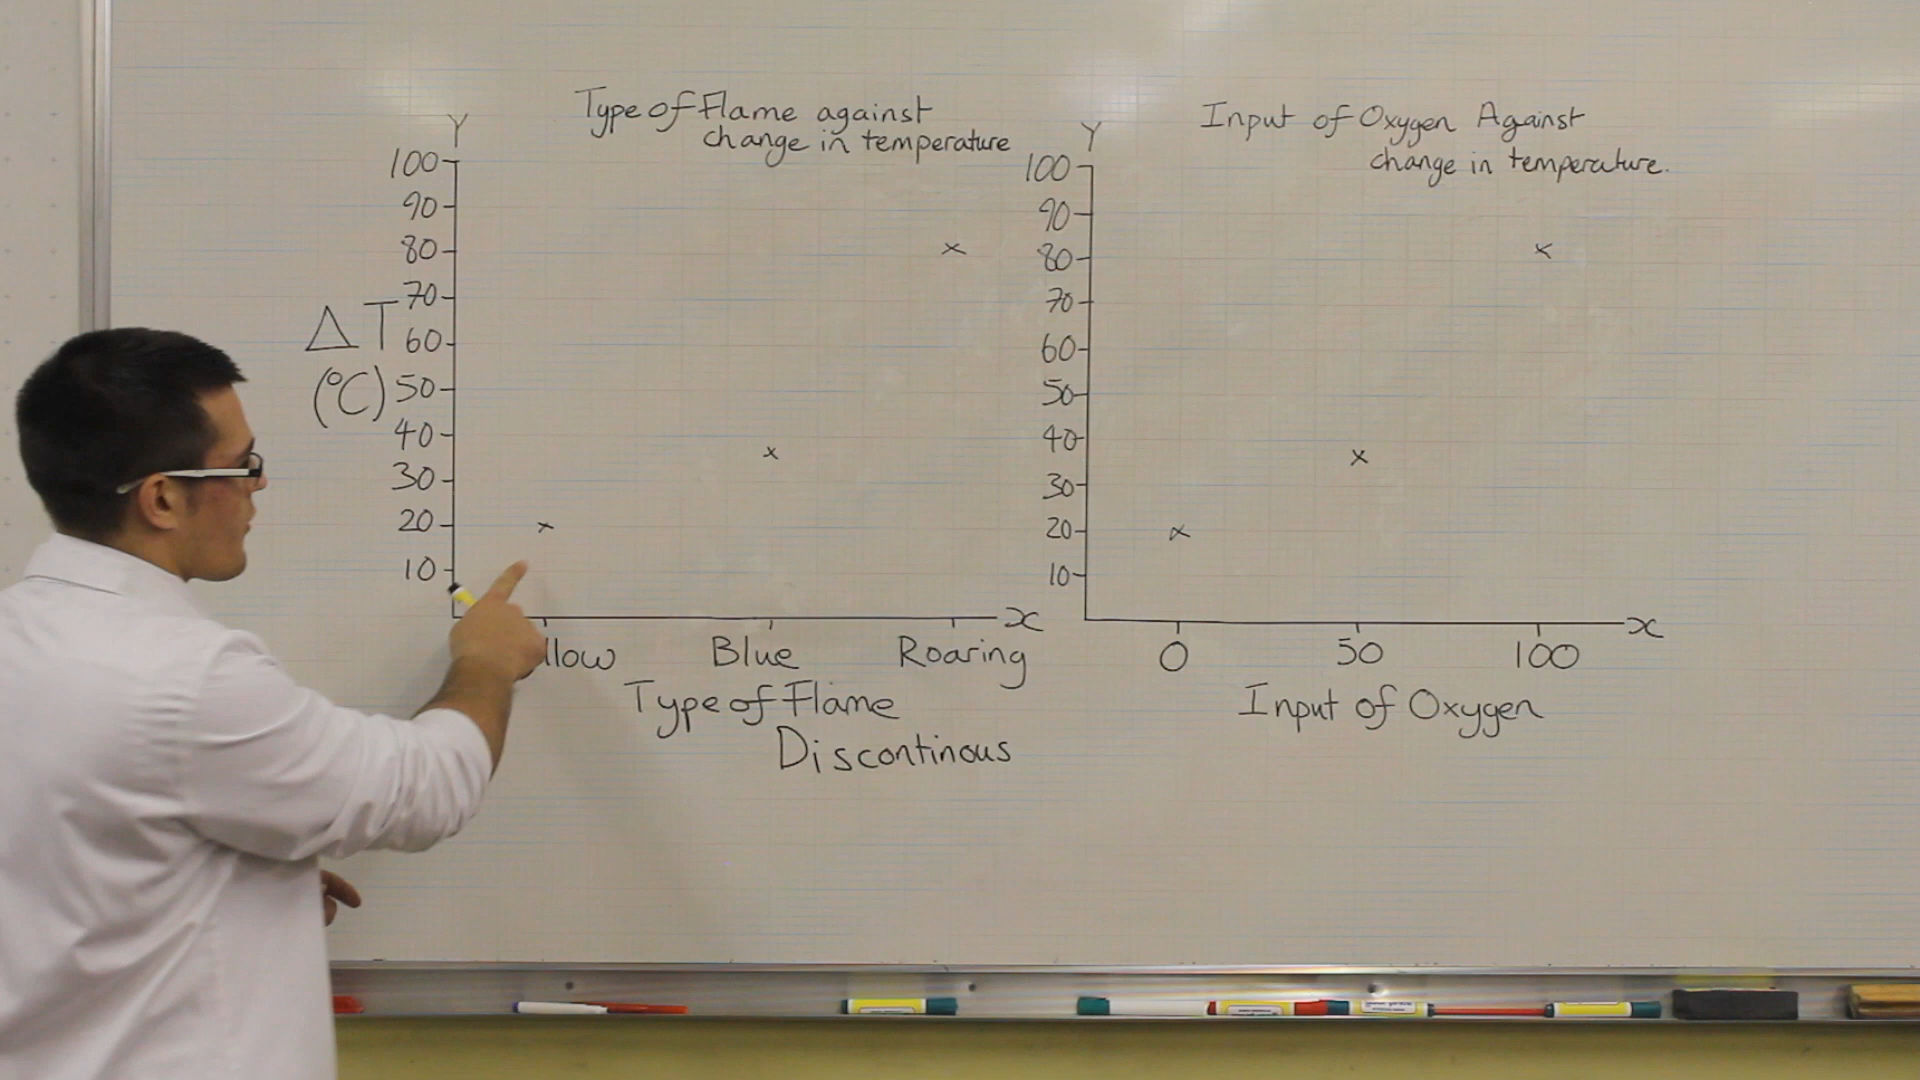 Type of Flame against
change in temperature
Y
100
90
80
70
60
50
40
30
20
10
ΔT
(°C)
x
llow Blue Roaring
Type of Flame
Discontinous
Input of Oxygen Against
change in temperature.
Y
100
90
80
70
60
50
40
30
20
10
x
0 50 100
Input of Oxygen